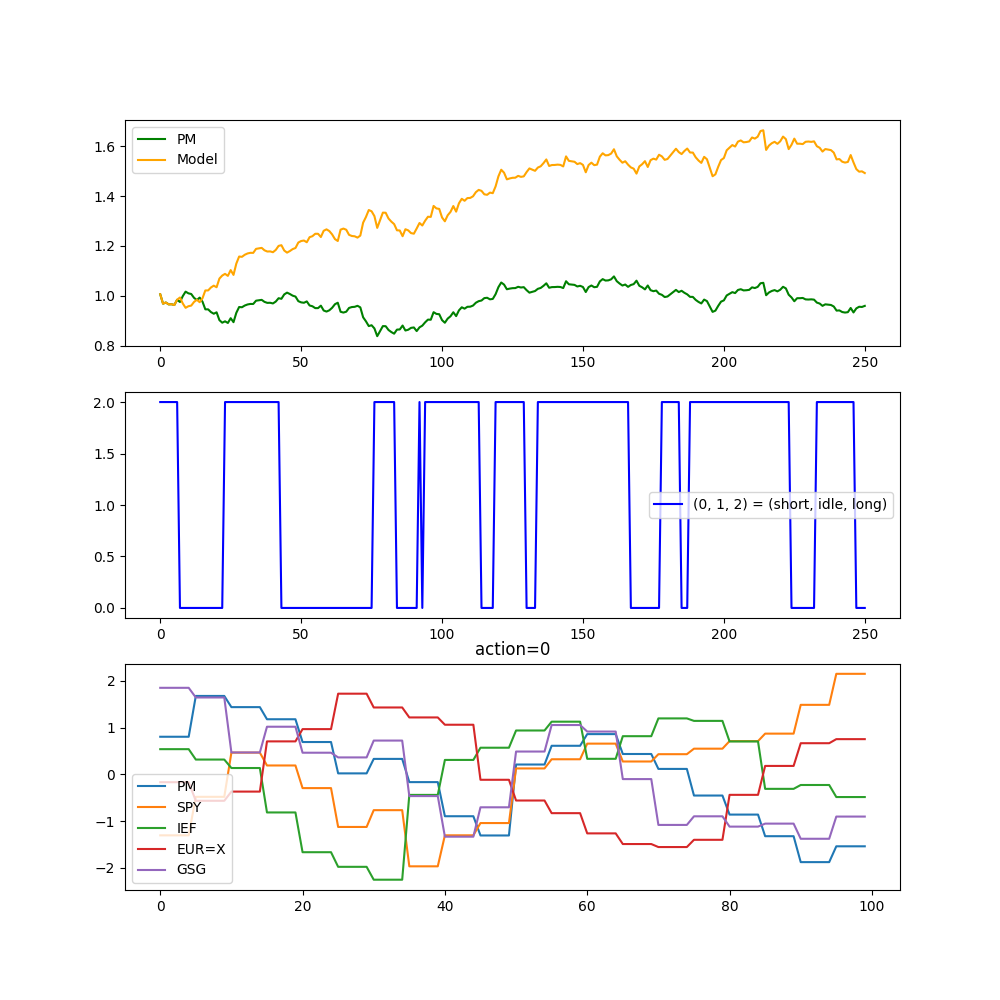 PM
Model
1.6
1.4
1.2
1.0
0.8
0 50 100 150 200 250
2.0
1.5
1.0
0.5
0.0
(0, 1, 2) = (short, idle, long)
0 50 100 150 200 250
action=0
2
1
0
−1
−2
PM
SPY
IEF
EUR=X
GSG
0 20 40 60 80 100